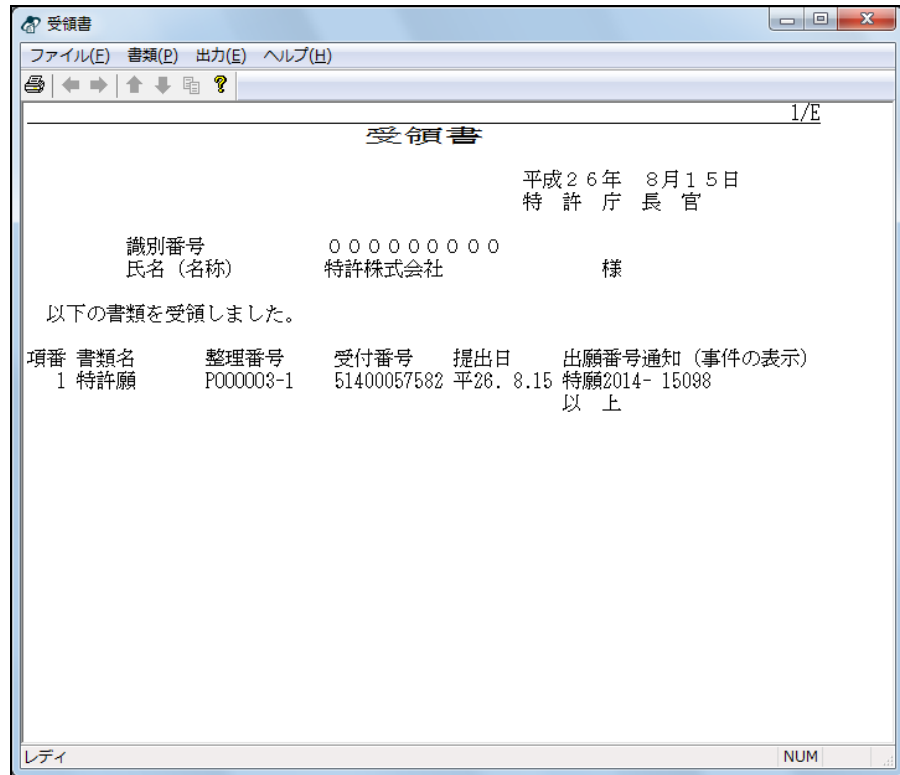 受領書
ファイル(F) 書類(P) 出力(E) ヘルプ(H)
1/E
受領書
平成26年 8月15日
特 許 庁 長 官
識別番号 000000000
氏名(名称) 特許株式会社 様
以下の書類を受領しました。
項番 書類名 整理番号 受付番号 提出日 出願番号通知(事件の表示)
1 特許願 P000003-1 51400057582 平26. 8.15 特願2014- 15098
以 上
レディ NUM